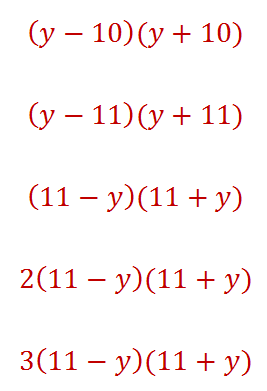 (y − 10)(y + 10)
(y − 11)(y + 11)
(11 − y)(11 + y)
2(11 − y)(11 + y)
3(11 − y)(11 + y)